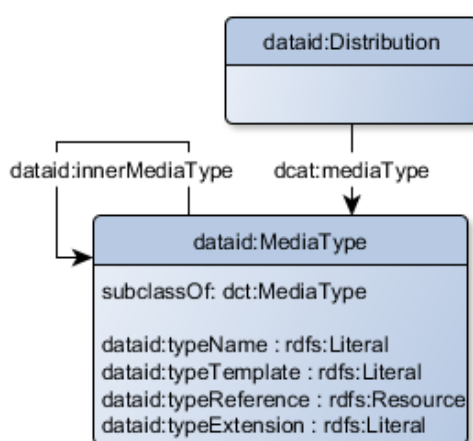 dataid:Distribution
dataid:innerMediaType
dcat:mediaType
dataid:MediaType
subclassOf: dct:MediaType
dataid:typeName : rdfs:Literal
dataid:typeTemplate : rdfs:Literal
dataid:typeReference : rdfs:Resource
dataid:typeExtension : rdfs:Literal